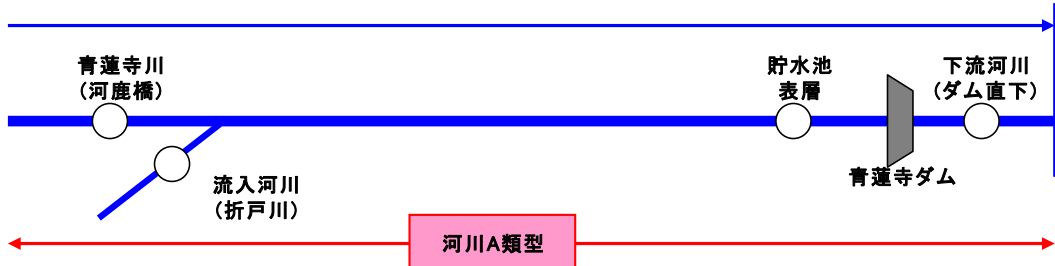 青蓮寺川
(河鹿橋)
流入河川
(折戸川)
貯水池
表層
下流河川
(ダム直下)
青蓮寺ダム
河川A類型